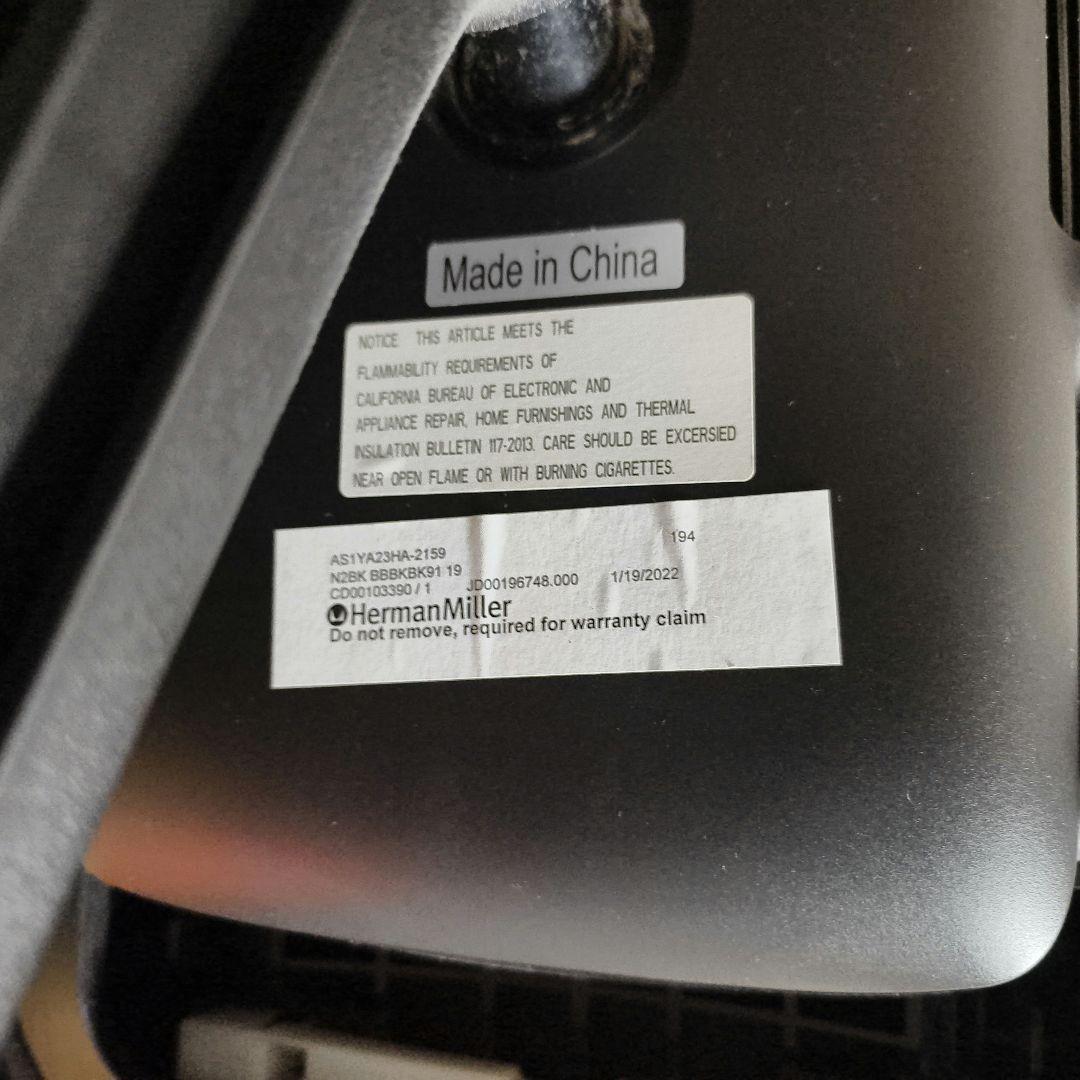 Made in China
NOTICE THIS ARTICLE MEETS THE
FLAMMABILITY REQUIREMENTS OF
CALIFORNIA BUREAU OF ELECTRONIC AND
APPLIANCE REPAIR, HOME FURNISHINGS AND THERMAL
INSULATION BULLETIN 117-2013. CARE SHOULD BE EXCERSIED
NEAR OPEN FLAME OR WITH BURNING CIGARETTES.
194
AS1YA23HA-2159
N2BK BBBKBK91 19
CD00103390 / 1 JD00196748.000 1/19/2022
HermanMiller
Do not remove, required for warranty claim